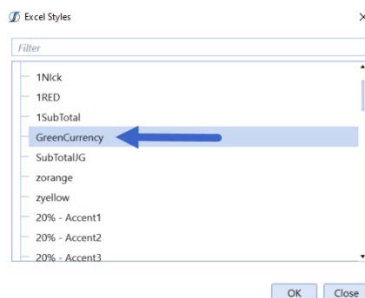 Excel Styles
Filter
1Nick
1RED
1SubTotal
GreenCurrency
SubTotalJG
zorange
zyellow
20% - Accent1
20% - Accent2
20% - Accent3
OK Close